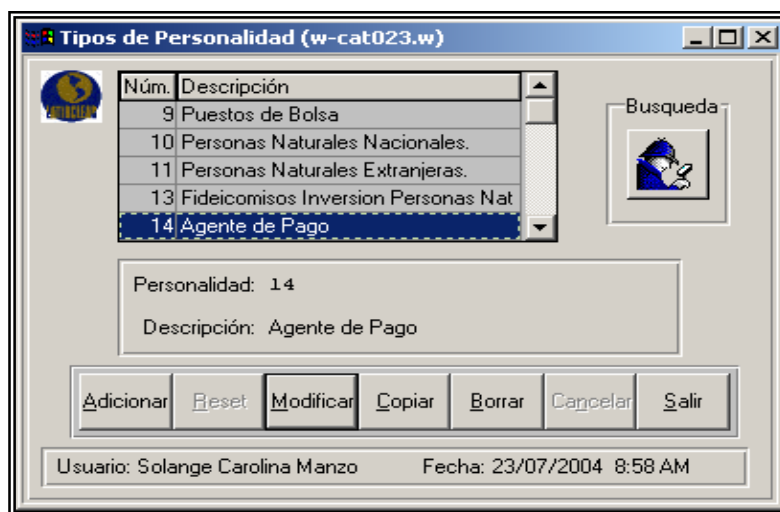 Tipos de Personalidad (w-cat023.w)
Núm. Descripción
9 Puestos de Bolsa
10 Personas Naturales Nacionales.
11 Personas Naturales Extranjeras.
13 Fideicomisos Inversion Personas Nat
14 Agente de Pago
Busqueda
Personalidad: 14
Descripción: Agente de Pago
Adicionar Reset Modificar Copiar Borrar Cancelar Salir
Usuario: Solange Carolina Manzo Fecha: 23/07/2004 8:58 AM